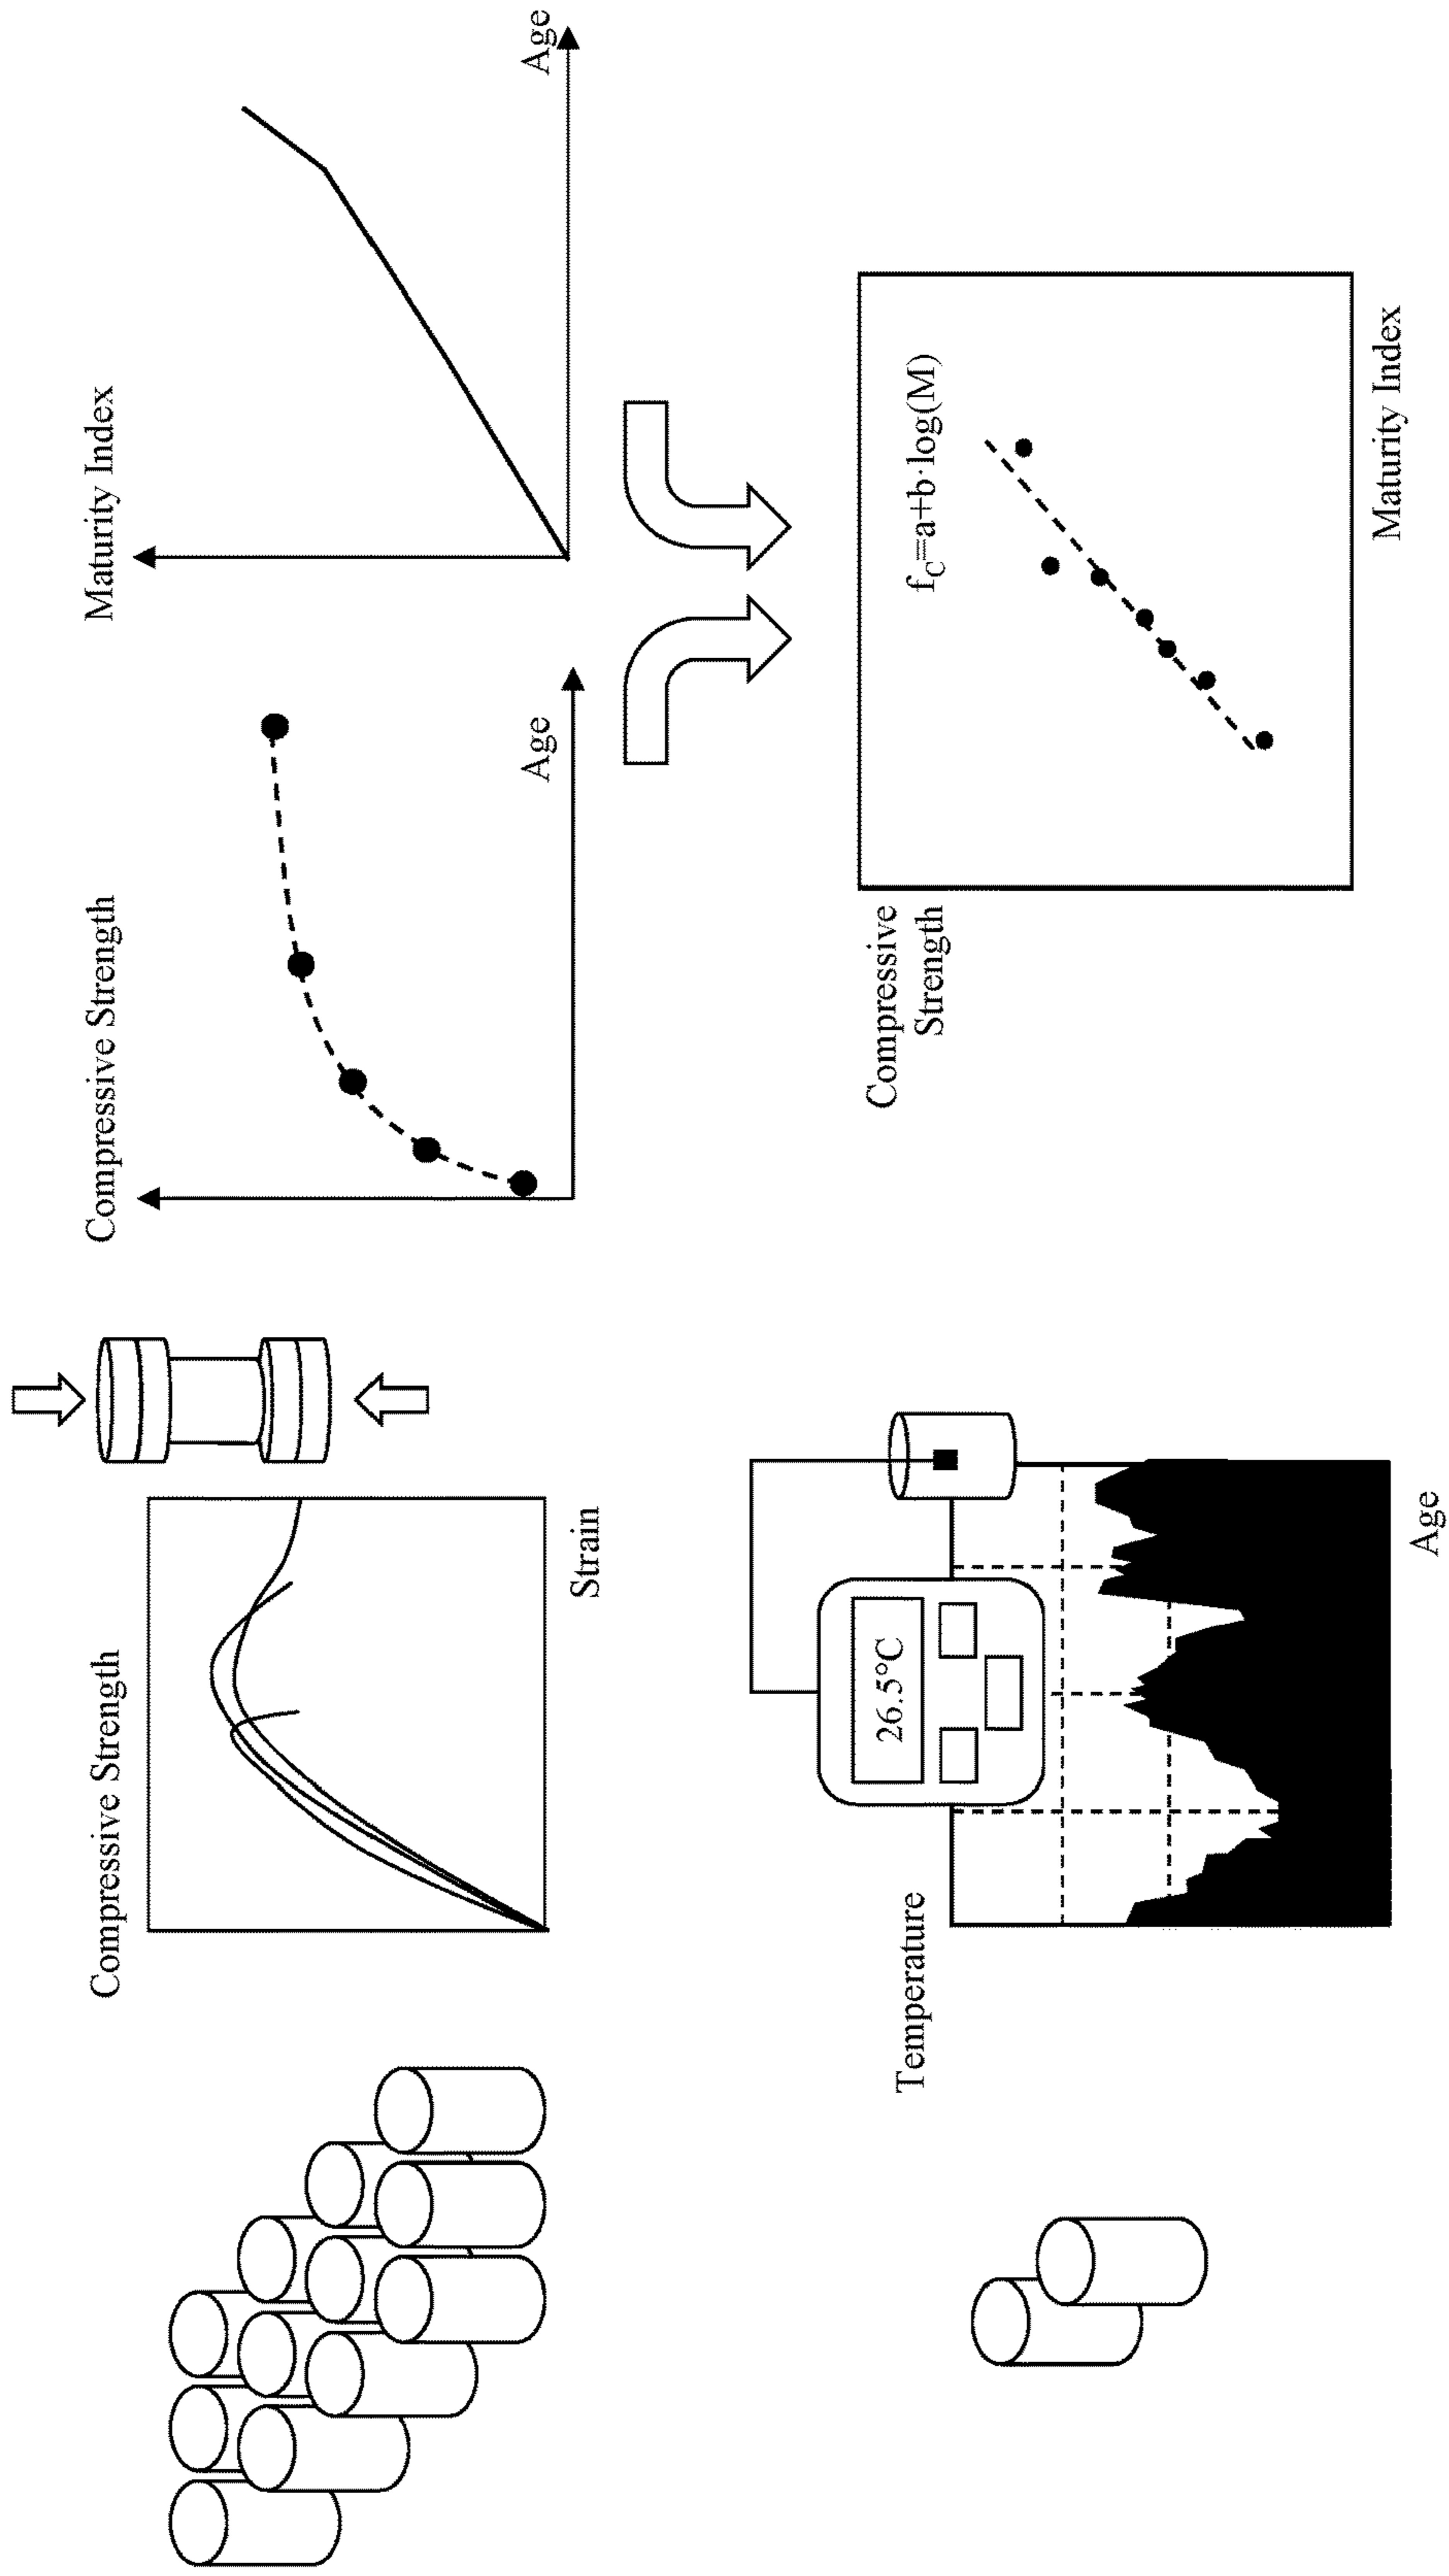 Compressive Strength
Strain
Compressive Strength
Age
Maturity Index
Age
Temperature
26.5°C
Age
Compressive
Strength
f_C=a+b·log(M)
Maturity Index